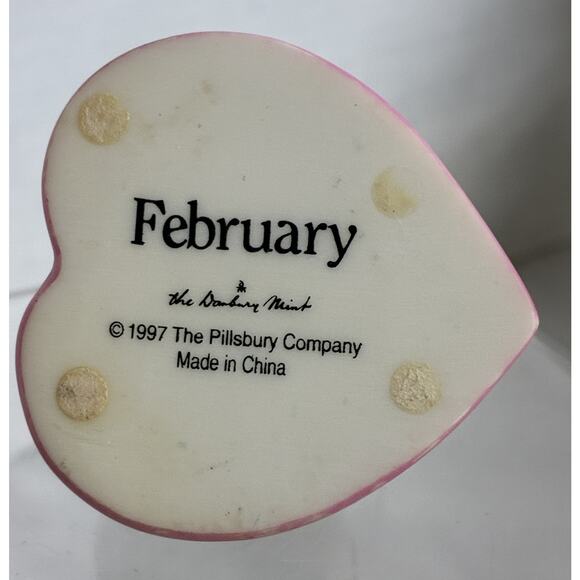 February
the Danbury Mint
© 1997 The Pillsbury Company
Made in China